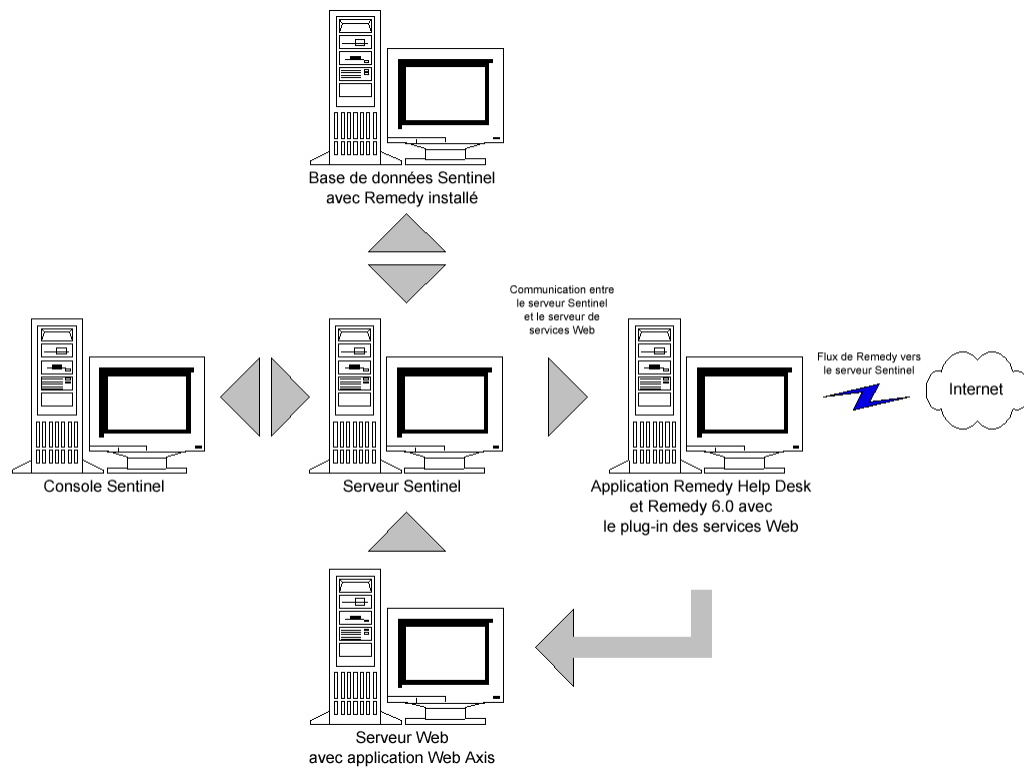 Base de données Sentinel
avec Remedy installé
Communication entre
le serveur Sentinel
et le serveur de
services Web
Flux de Remedy vers
le serveur Sentinel
Internet
Console Sentinel
Serveur Sentinel
Application Remedy Help Desk
et Remedy 6.0 avec
le plug-in des services Web
Serveur Web
avec application Web Axis